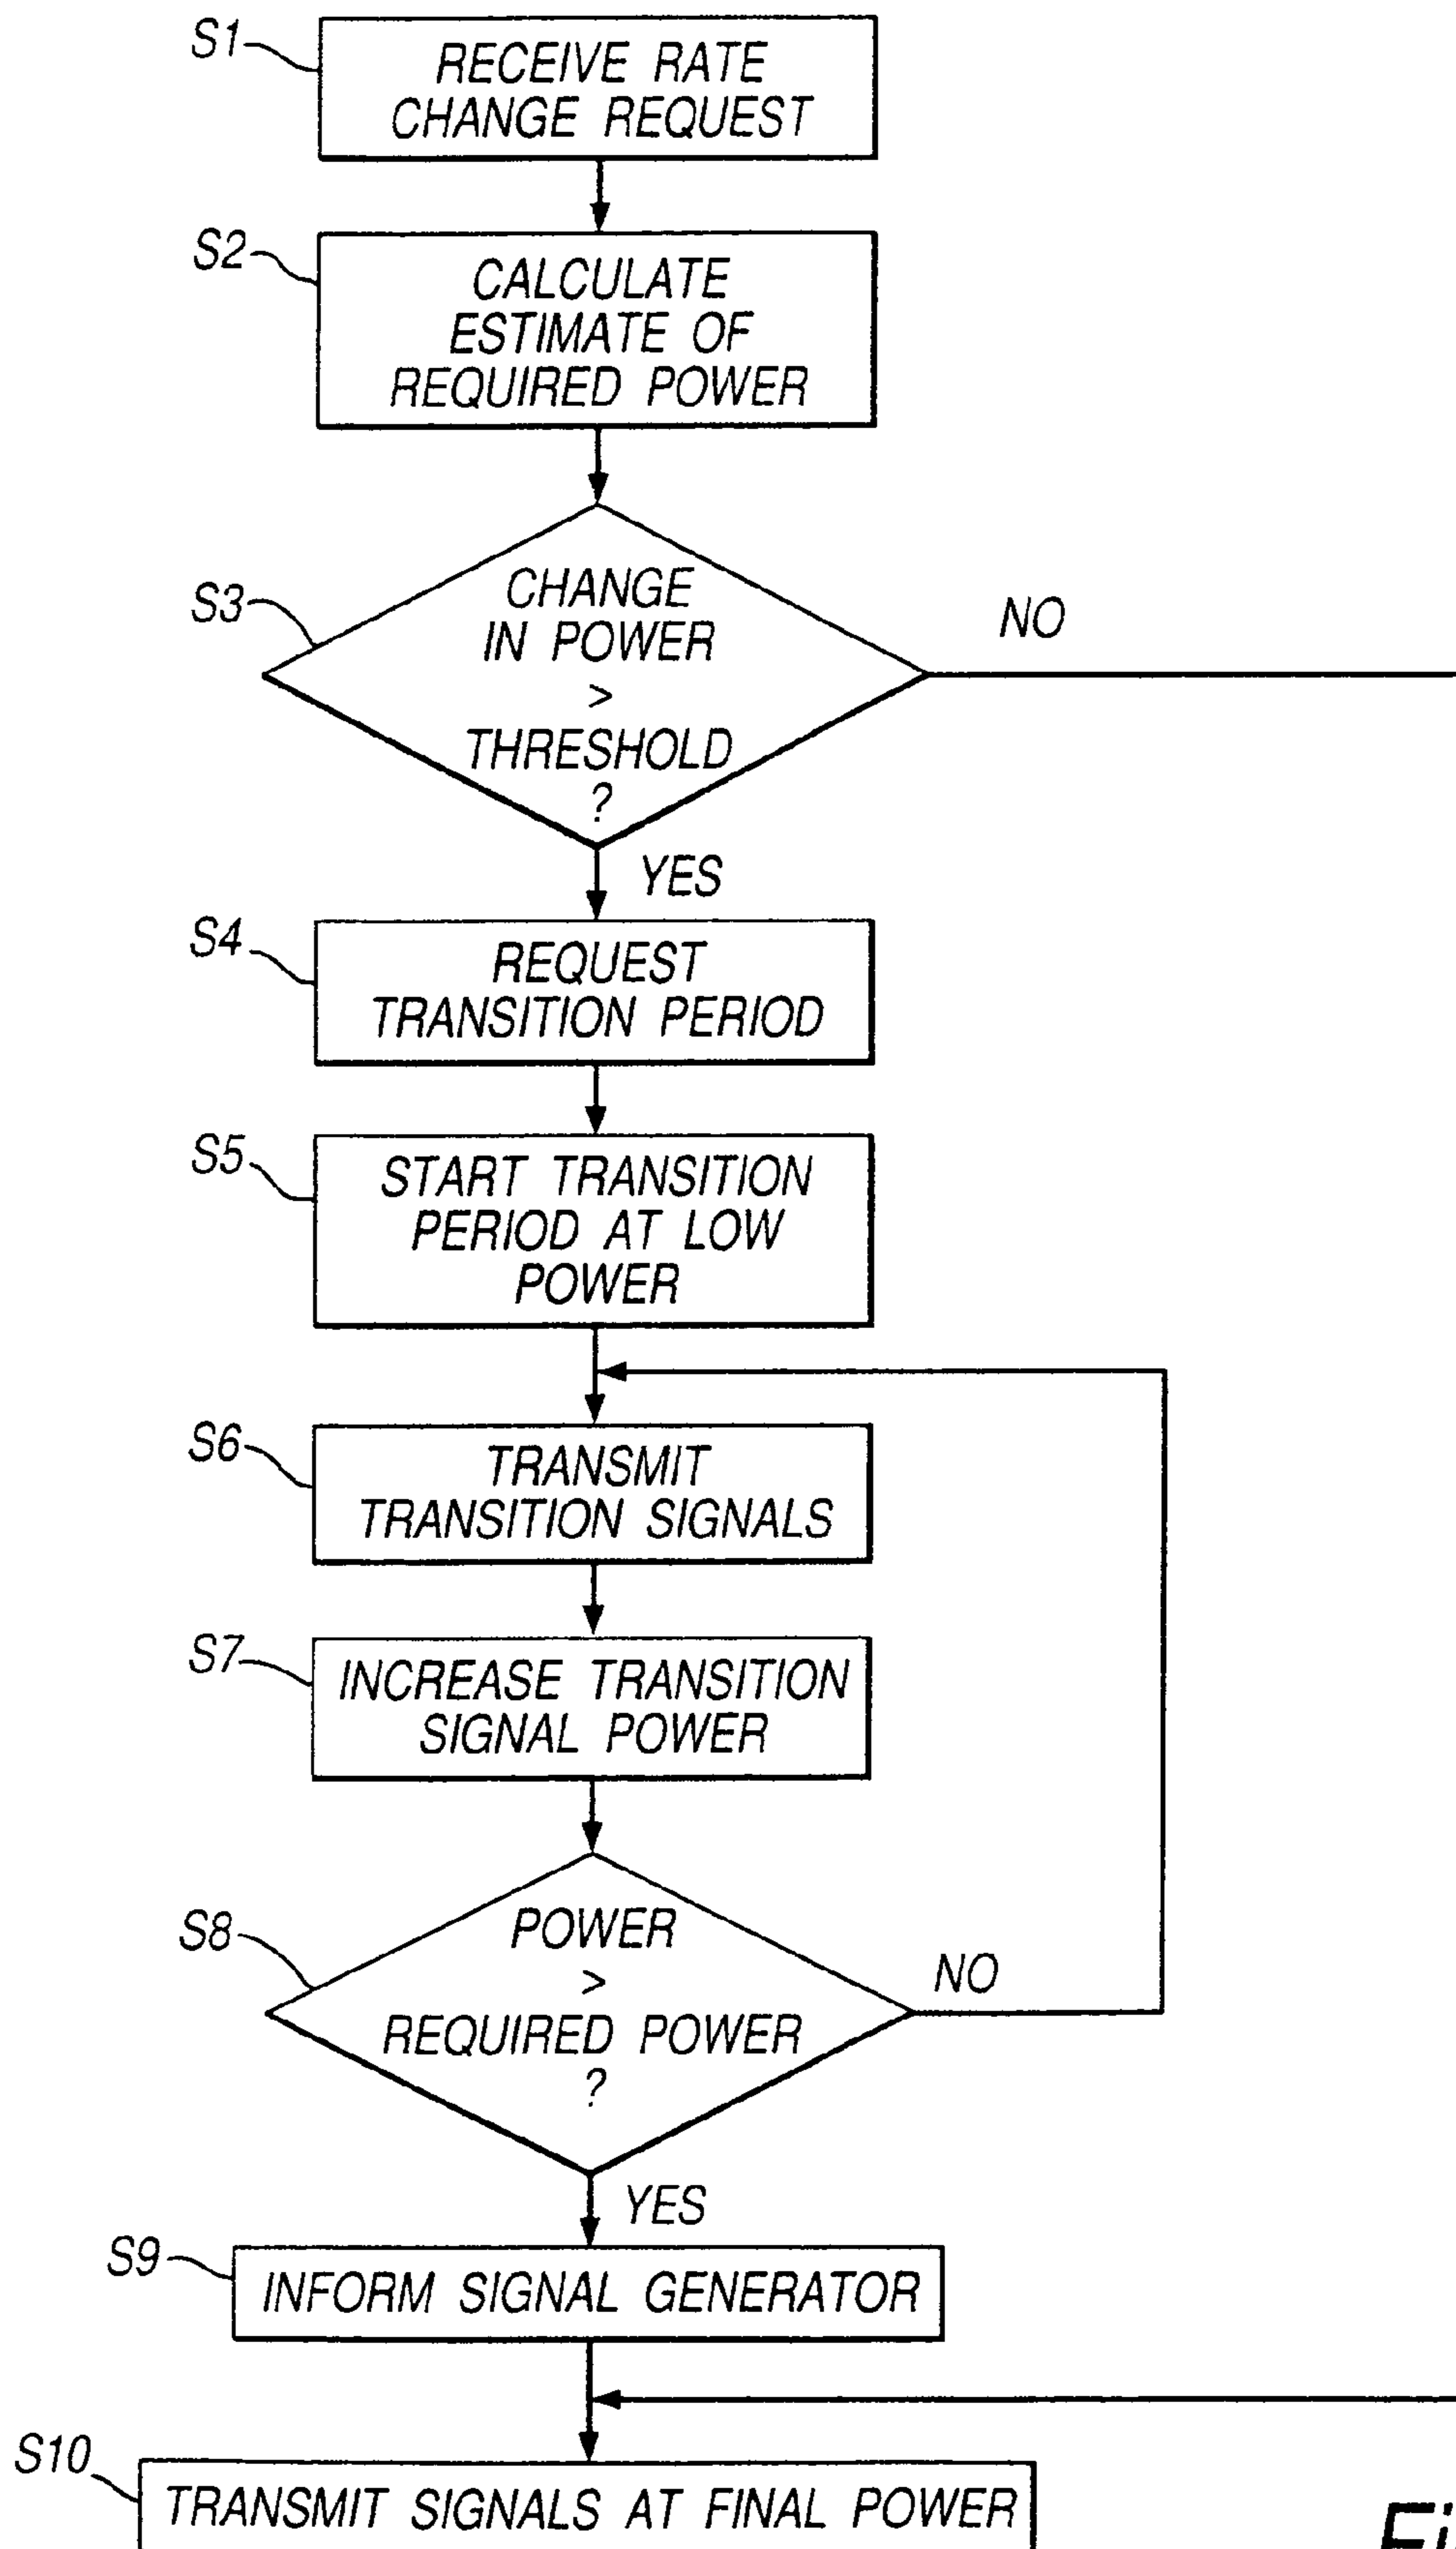 S1
RECEIVE RATE
CHANGE REQUEST
S2
CALCULATE
ESTIMATE OF
REQUIRED POWER
S3
CHANGE
IN POWER
>
THRESHOLD
?
NO
YES
S4
REQUEST
TRANSITION PERIOD
S5
START TRANSITION
PERIOD AT LOW
POWER
S6
TRANSMIT
TRANSITION SIGNALS
S7
INCREASE TRANSITION
SIGNAL POWER
S8
POWER
>
REQUIRED POWER
?
NO
YES
S9
INFORM SIGNAL GENERATOR
S10
TRANSMIT SIGNALS AT FINAL POWER